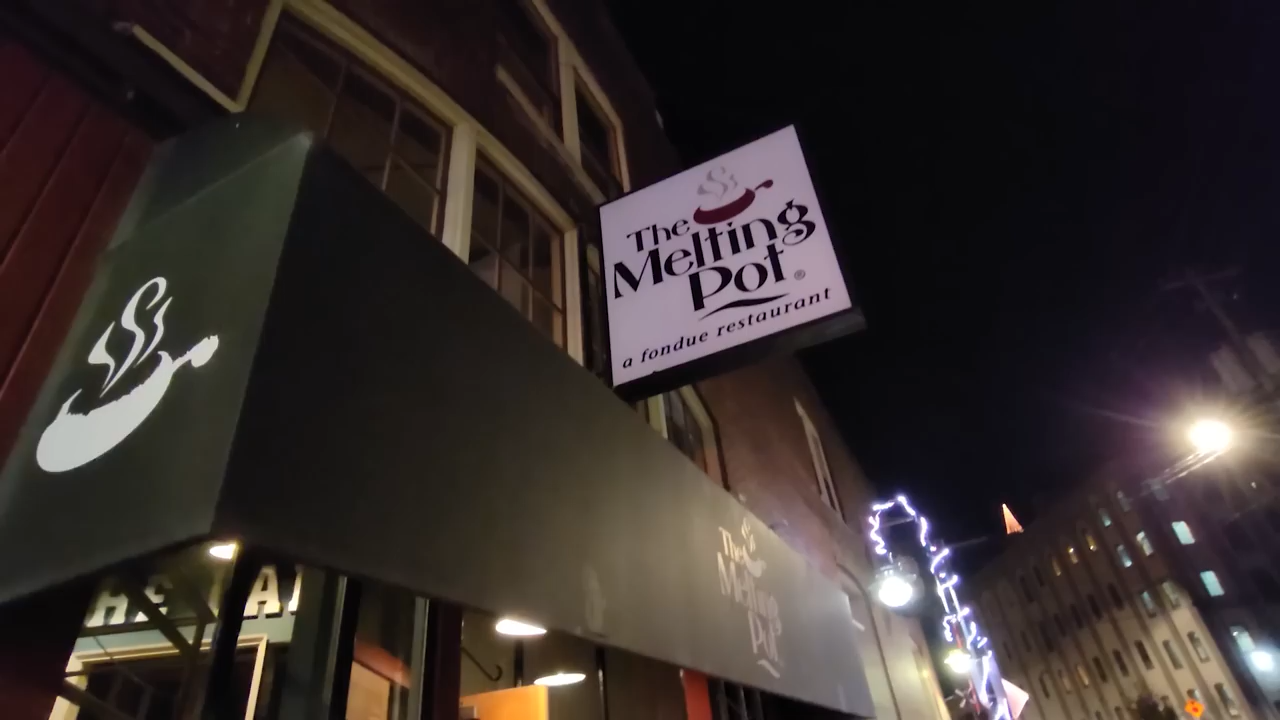 The
Melting
Pot®
a fondue restaurant
The
Melting
Pot